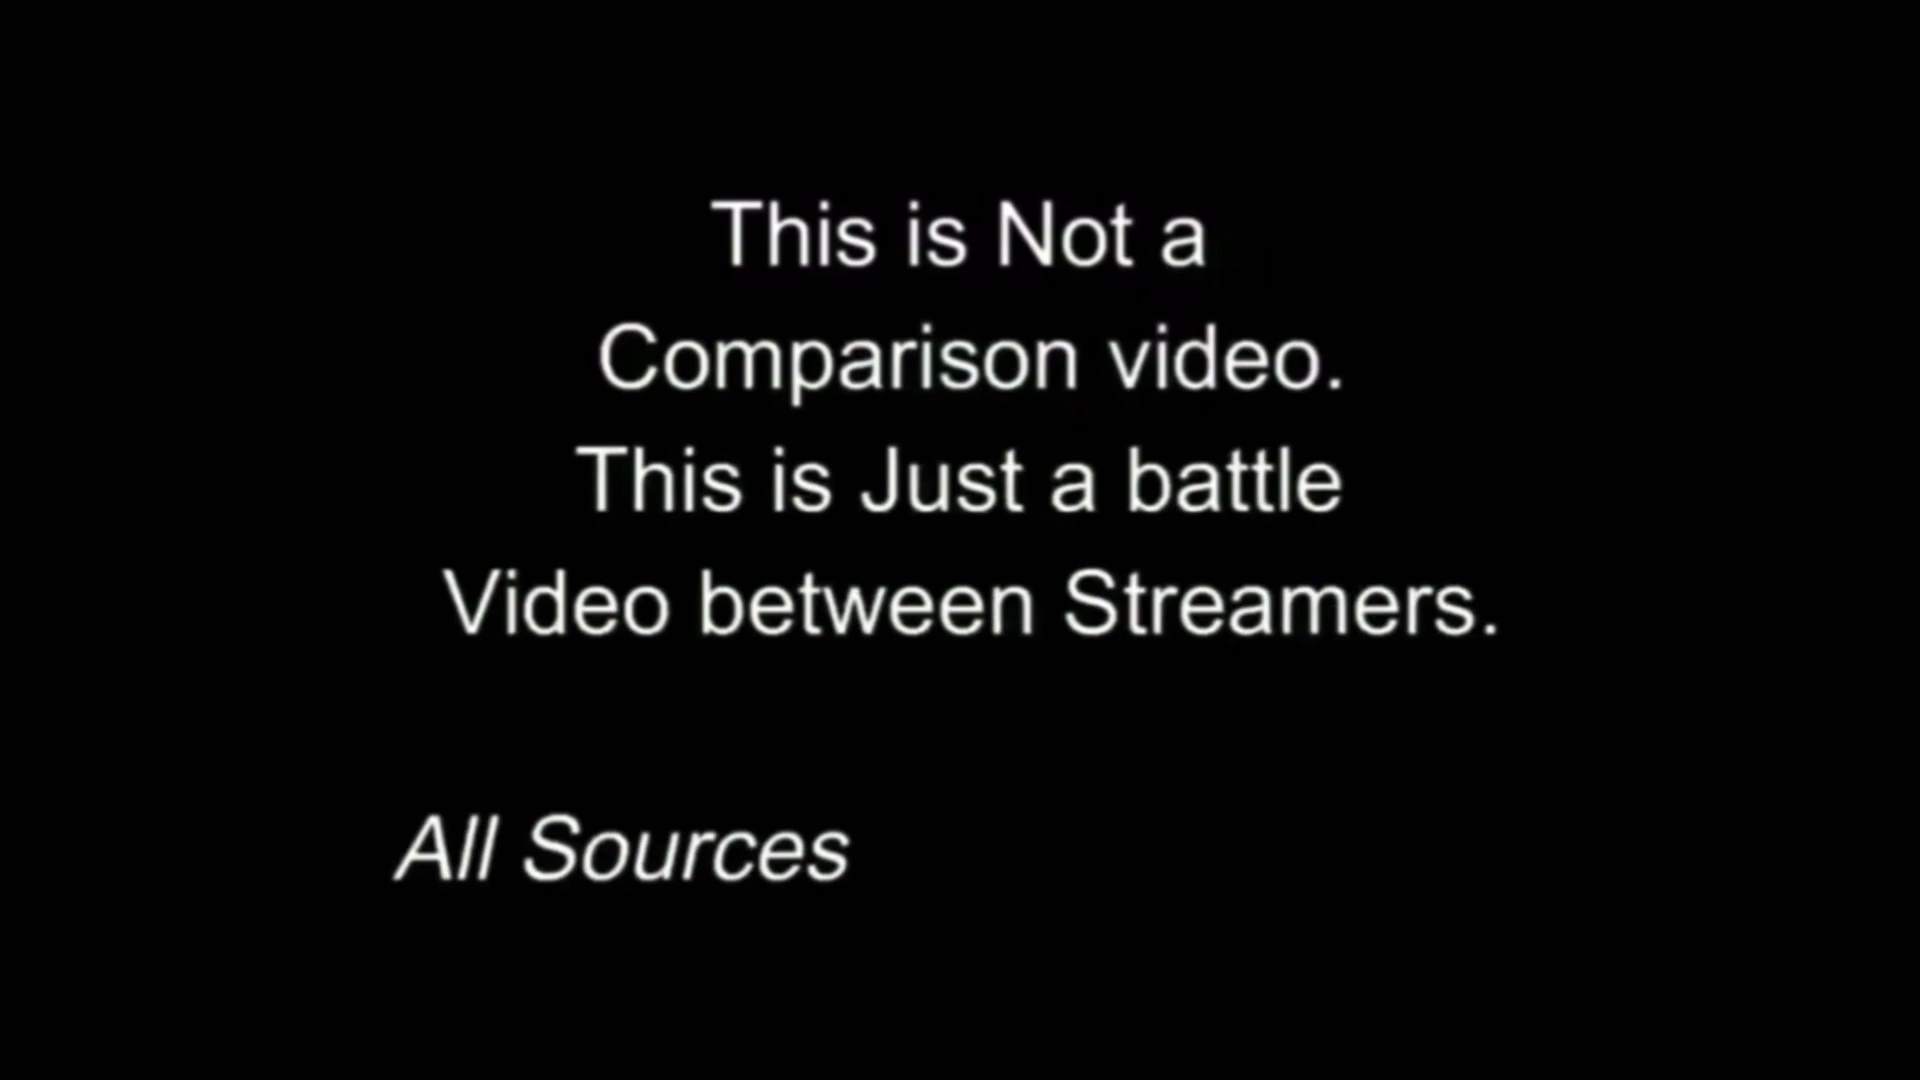 This is Not a
Comparison video.
This is Just a battle
Video between Streamers.
All Sources